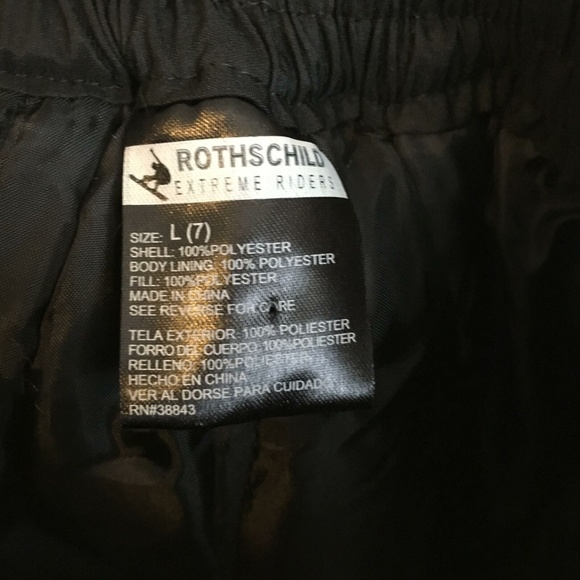 ROTHSCHILD
EXTREME RIDERS
SIZE: L (7)
SHELL: 100%POLYESTER
BODY LINING: 100% POLYESTER
FILL: 100%POLYESTER
MADE IN CHINA
SEE REVERSE FOR CARE
TELA EXTERIOR: 100% POLIESTER
FORRO DEL CUERPO: 100%POLIESTER
RELLENO: 100%POLIESTER
HECHO EN CHINA
VER AL DORSE PARA CUIDADO
RN#38843